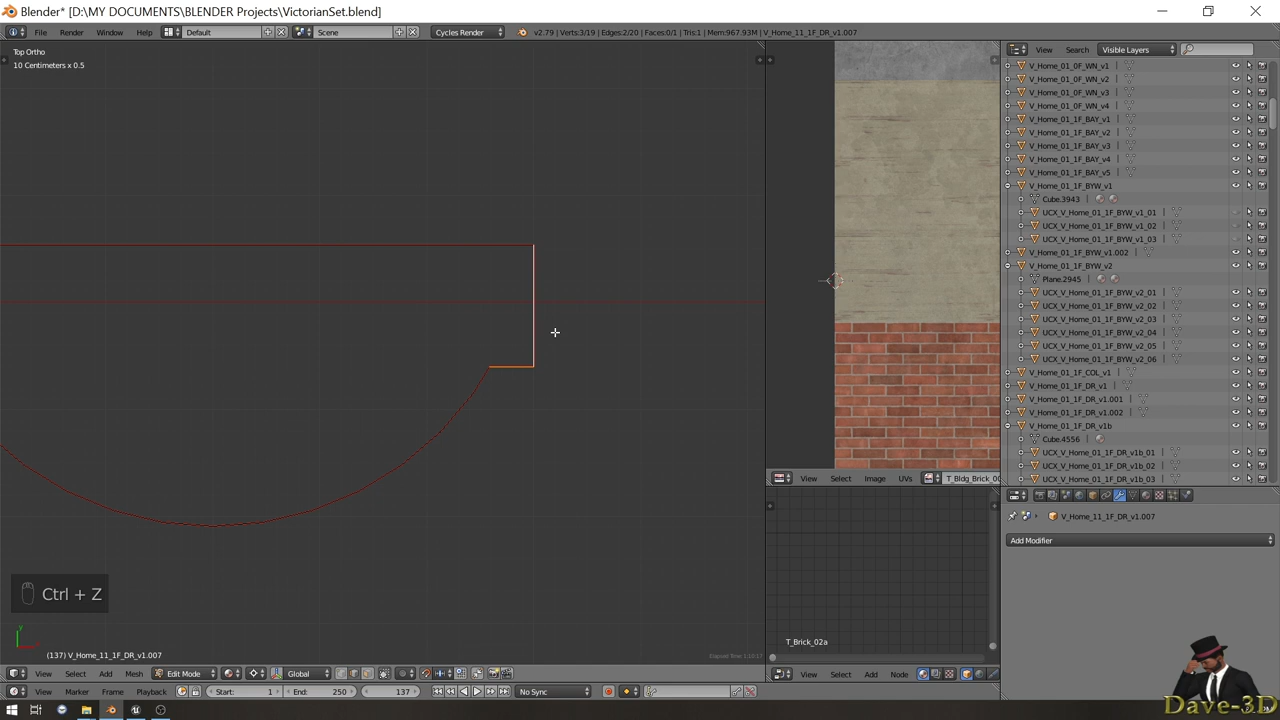 Blender* [D:\MY DOCUMENTS\BLENDER Projects\VictorianSet.blend]
File Render Window Help Default Scene Cycles Render v2.79 | Verts:3/19 | Edges:2/20 | Faces:0/1 | Tris:1 | Mem:967.93M | V_Home_11_1F_DR_v1.007
View Search Visible Layers
Top Ortho
10 Centimeters x 0.5
V_Home_01_0F_WN_v1
V_Home_01_0F_WN_v2
V_Home_01_0F_WN_v3
V_Home_01_0F_WN_v4
V_Home_01_1F_BAY_v1
V_Home_01_1F_BAY_v2
V_Home_01_1F_BAY_v3
V_Home_01_1F_BAY_v4
V_Home_01_1F_BAY_v5
V_Home_01_1F_BYW_v1
Cube.3943
UCX_V_Home_01_1F_BYW_v1_01
UCX_V_Home_01_1F_BYW_v1_02
UCX_V_Home_01_1F_BYW_v1_03
V_Home_01_1F_BYW_v1.002
V_Home_01_1F_BYW_v2
Plane.2945
UCX_V_Home_01_1F_BYW_v2_01
UCX_V_Home_01_1F_BYW_v2_02
UCX_V_Home_01_1F_BYW_v2_03
UCX_V_Home_01_1F_BYW_v2_04
UCX_V_Home_01_1F_BYW_v2_05
UCX_V_Home_01_1F_BYW_v2_06
V_Home_01_1F_COL_v1
V_Home_01_1F_DR_v1
V_Home_01_1F_DR_v1.001
V_Home_01_1F_DR_v1.002
V_Home_01_1F_DR_v1b
Cube.4556
UCX_V_Home_01_1F_DR_v1b_01
UCX_V_Home_01_1F_DR_v1b_02
UCX_V_Home_01_1F_DR_v1b_03
View Select Image UVs T_Bldg_Brick_00
V_Home_11_1F_DR_v1.007
Add Modifier
Ctrl + Z
T_Brick_02a
(137) V_Home_11_1F_DR_v1.007
View Select Add Mesh Edit Mode Global
View Select Add Node
View Marker Frame Playback Start: 1 End: 250 137 No Sync
Dave-3D